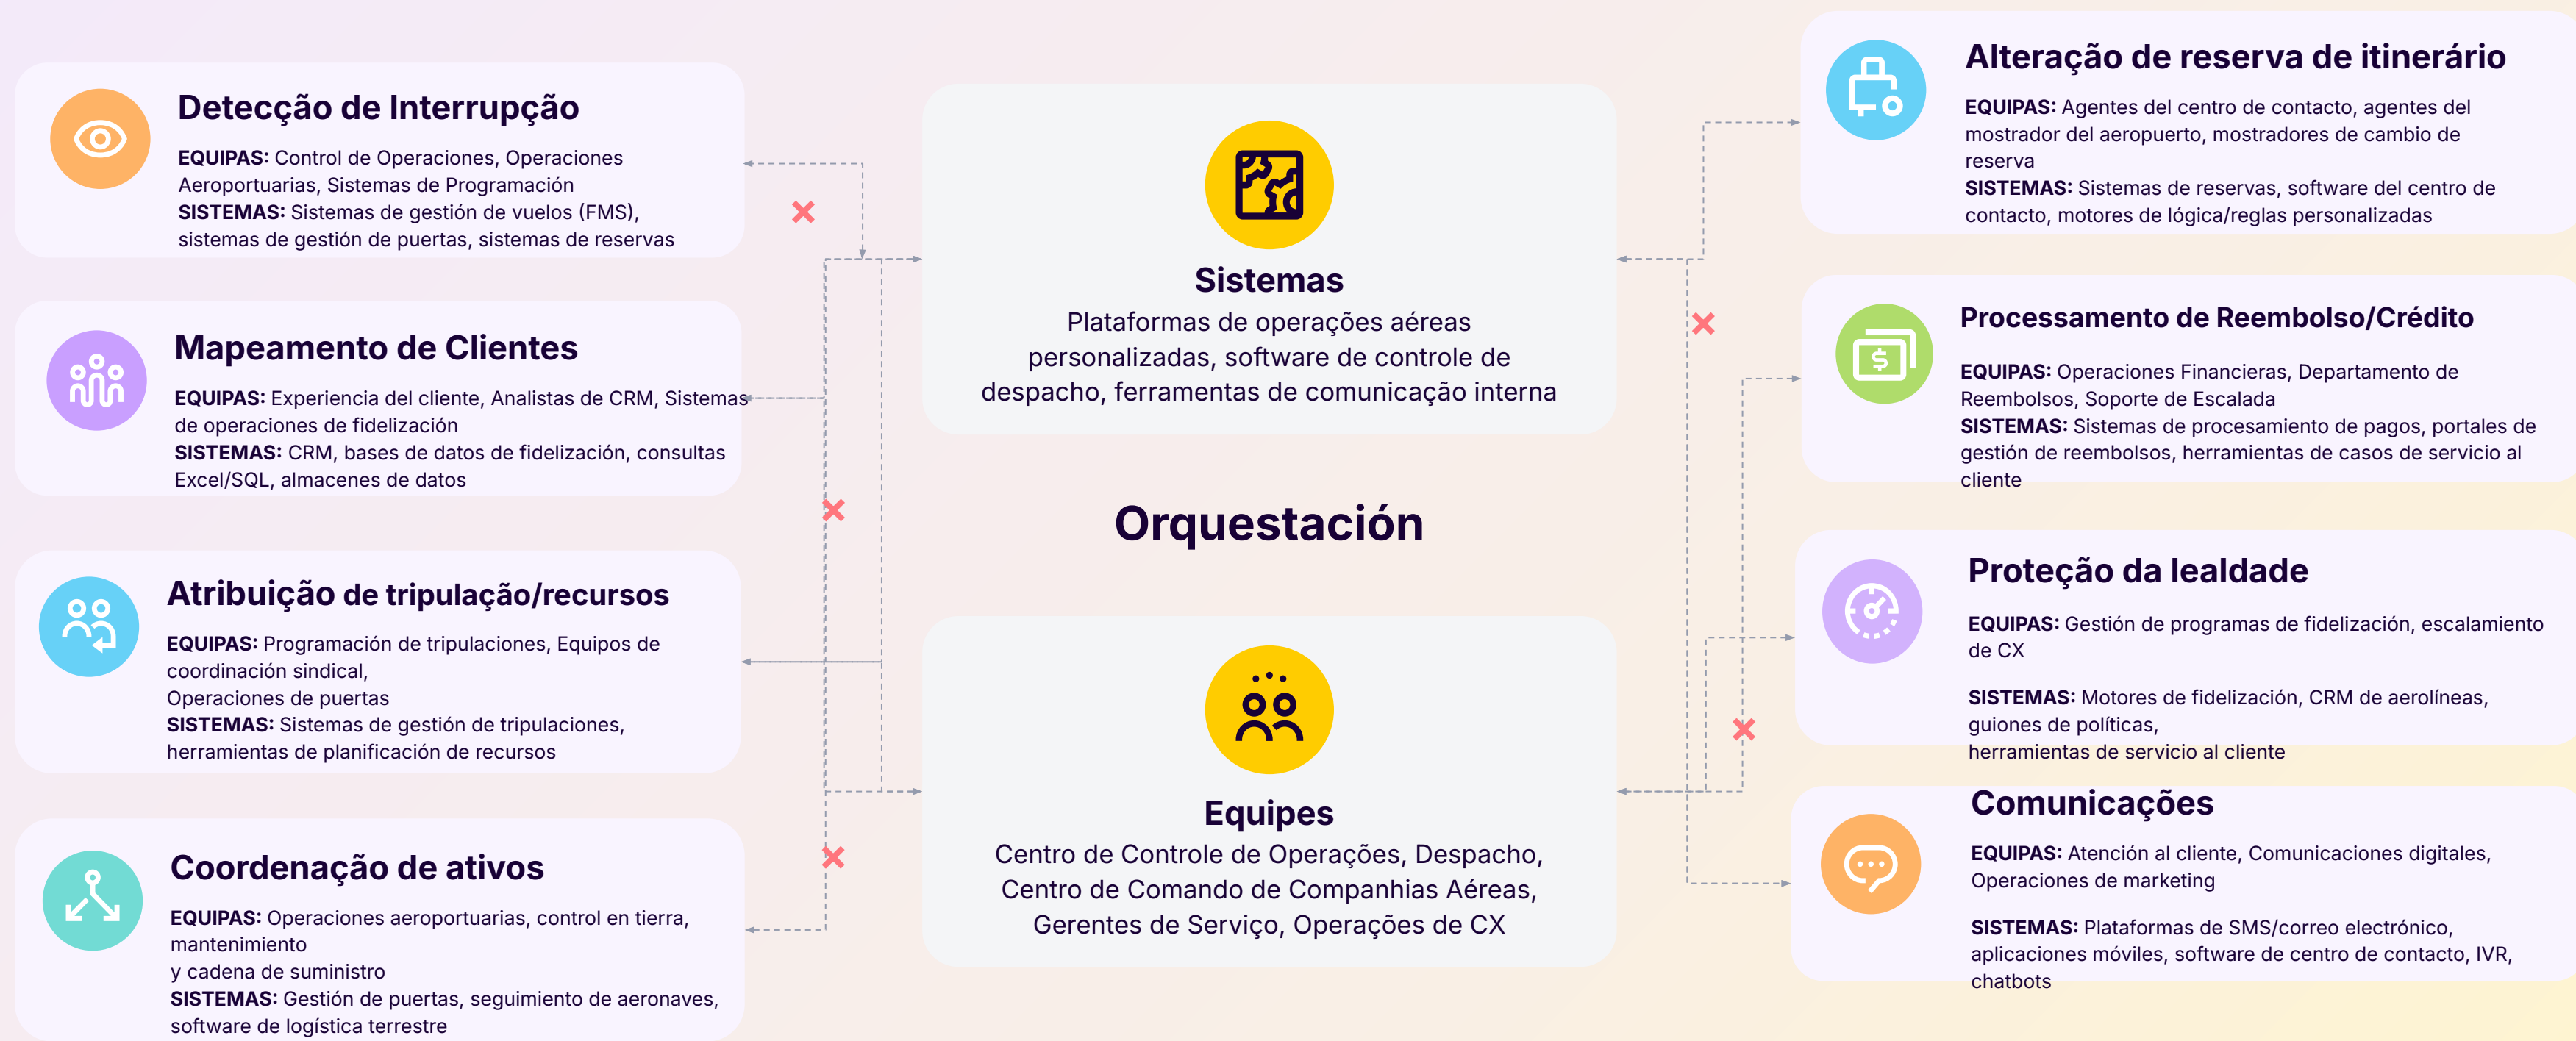 Detecção de Interrupção
EQUIPAS: Control de Operaciones, Operaciones
Aeroportuarias, Sistemas de Programación
SISTEMAS: Sistemas de gestión de vuelos (FMS),
sistemas de gestión de puertas, sistemas de reservas
Mapeamento de Clientes
EQUIPAS: Experiencia del cliente, Analistas de CRM, Sistemas
de operaciones de fidelización
SISTEMAS: CRM, bases de datos de fidelización, consultas
Excel/SQL, almacenes de datos
Atribuição de tripulação/recursos
EQUIPAS: Programación de tripulaciones, Equipos de
coordinación sindical,
Operaciones de puertas
SISTEMAS: Sistemas de gestión de tripulaciones,
herramientas de planificación de recursos
Coordenação de ativos
EQUIPAS: Operaciones aeroportuarias, control en tierra,
mantenimiento
y cadena de suministro
SISTEMAS: Gestión de puertas, seguimiento de aeronaves,
software de logística terrestre
Sistemas
Plataformas de operações aéreas
personalizadas, software de controle de
despacho, ferramentas de comunicação interna
Orquestación
Equipes
Centro de Controle de Operações, Despacho,
Centro de Comando de Companhias Aéreas,
Gerentes de Serviço, Operações de CX
Alteração de reserva de itinerário
EQUIPAS: Agentes del centro de contacto, agentes del
mostrador del aeropuerto, mostradores de cambio de
reserva
SISTEMAS: Sistemas de reservas, software del centro de
contacto, motores de lógica/reglas personalizadas
Processamento de Reembolso/Crédito
EQUIPAS: Operaciones Financieras, Departamento de
Reembolsos, Soporte de Escalada
SISTEMAS: Sistemas de procesamiento de pagos, portales de
gestión de reembolsos, herramientas de casos de servicio al
cliente
Proteção da lealdade
EQUIPAS: Gestión de programas de fidelización, escalamiento
de CX
SISTEMAS: Motores de fidelización, CRM de aerolíneas,
guiones de políticas,
herramientas de servicio al cliente
Comunicações
EQUIPAS: Atención al cliente, Comunicaciones digitales,
Operaciones de marketing
SISTEMAS: Plataformas de SMS/correo electrónico,
aplicaciones móviles, software de centro de contacto, IVR,
chatbots